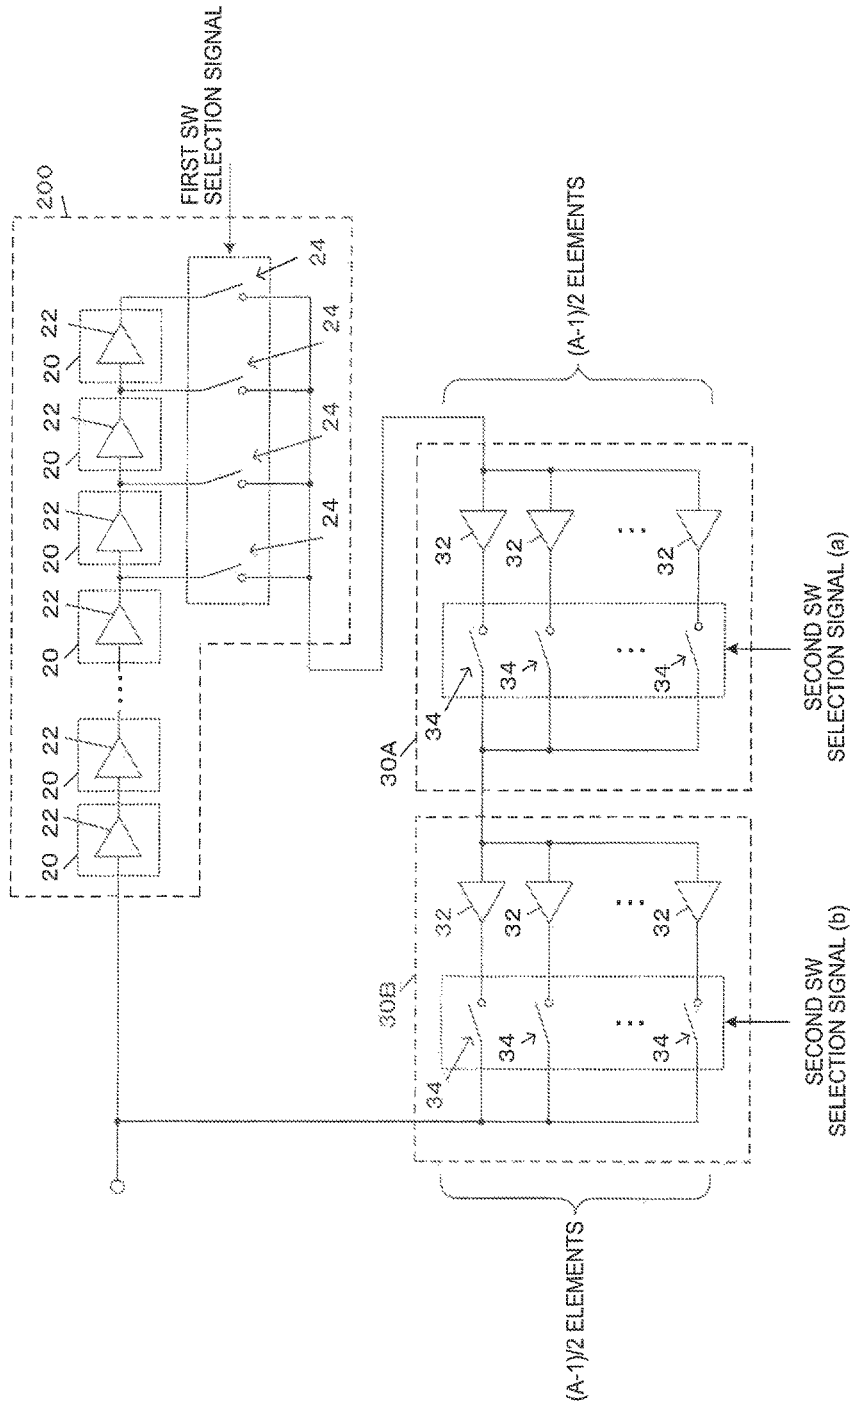 20 22 20 22 20 22 20 22 20 22 20 22 200
FIRST SW
SELECTION SIGNAL
24 24 24 24
30B 30A
34 32 34 32
34 32 34 32
(A-1)/2 ELEMENTS
(A-1)/2 ELEMENTS
34 32 34 32
SECOND SW
SELECTION SIGNAL (b)
SECOND SW
SELECTION SIGNAL (a)